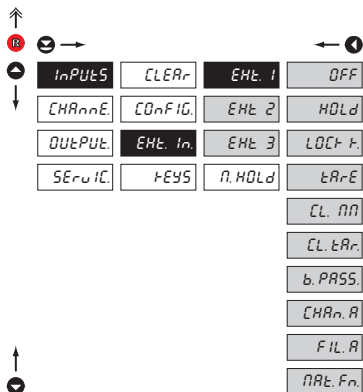 R
InPUtS CLEAr EHt. 1 OFF
CHAnnE. COnFIG. EHt 2 HOLd
OUtPUt. EHt. In. EHt 3 LOCK K.
SErvIC. KEYS M. HOLd tArE
CL. MM
CL. tAr.
b. PASS.
CHAn. A
FIL. A
MAt. Fn.